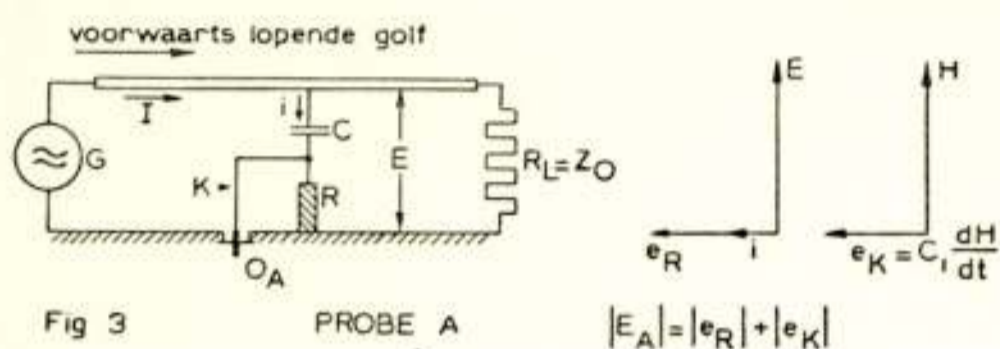 voorwaarts lopende golf
I
i
C
G
K
R
E
R_L=Z_O
O_A
E
H
e_R
i
e_K = C_1 dH/dt
Fig 3
PROBE A
|E_A| = |e_R| + |e_K|